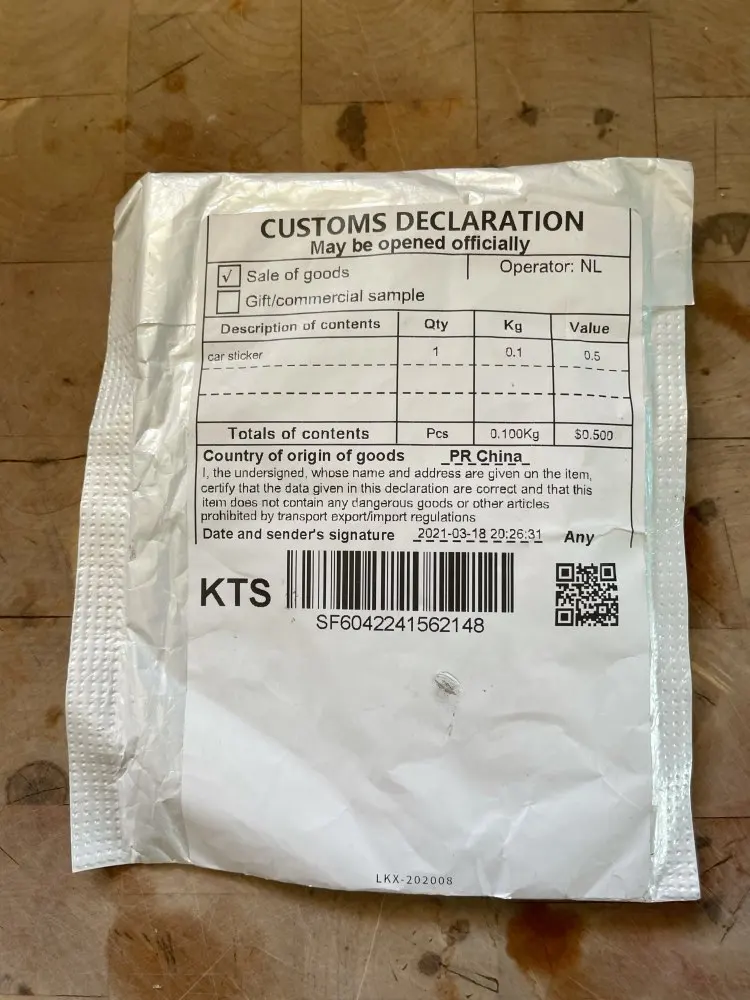 CUSTOMS DECLARATION
May be opened officially
√ Sale of goods
Operator: NL
Gift/commercial sample
Description of contents Qty Kg Value
car sticker 1 0.1 0.5
Totals of contents Pcs 0.100Kg $0.500
Country of origin of goods PR China
I, the undersigned, whose name and address are given on the item,
certify that the data given in this declaration are correct and that this
item does not contain any dangerous goods or other articles
prohibited by transport export/import regulations
Date and sender's signature 2021-03-18 20:26:31 Any
KTS
SF6042241562148
LKX-202008